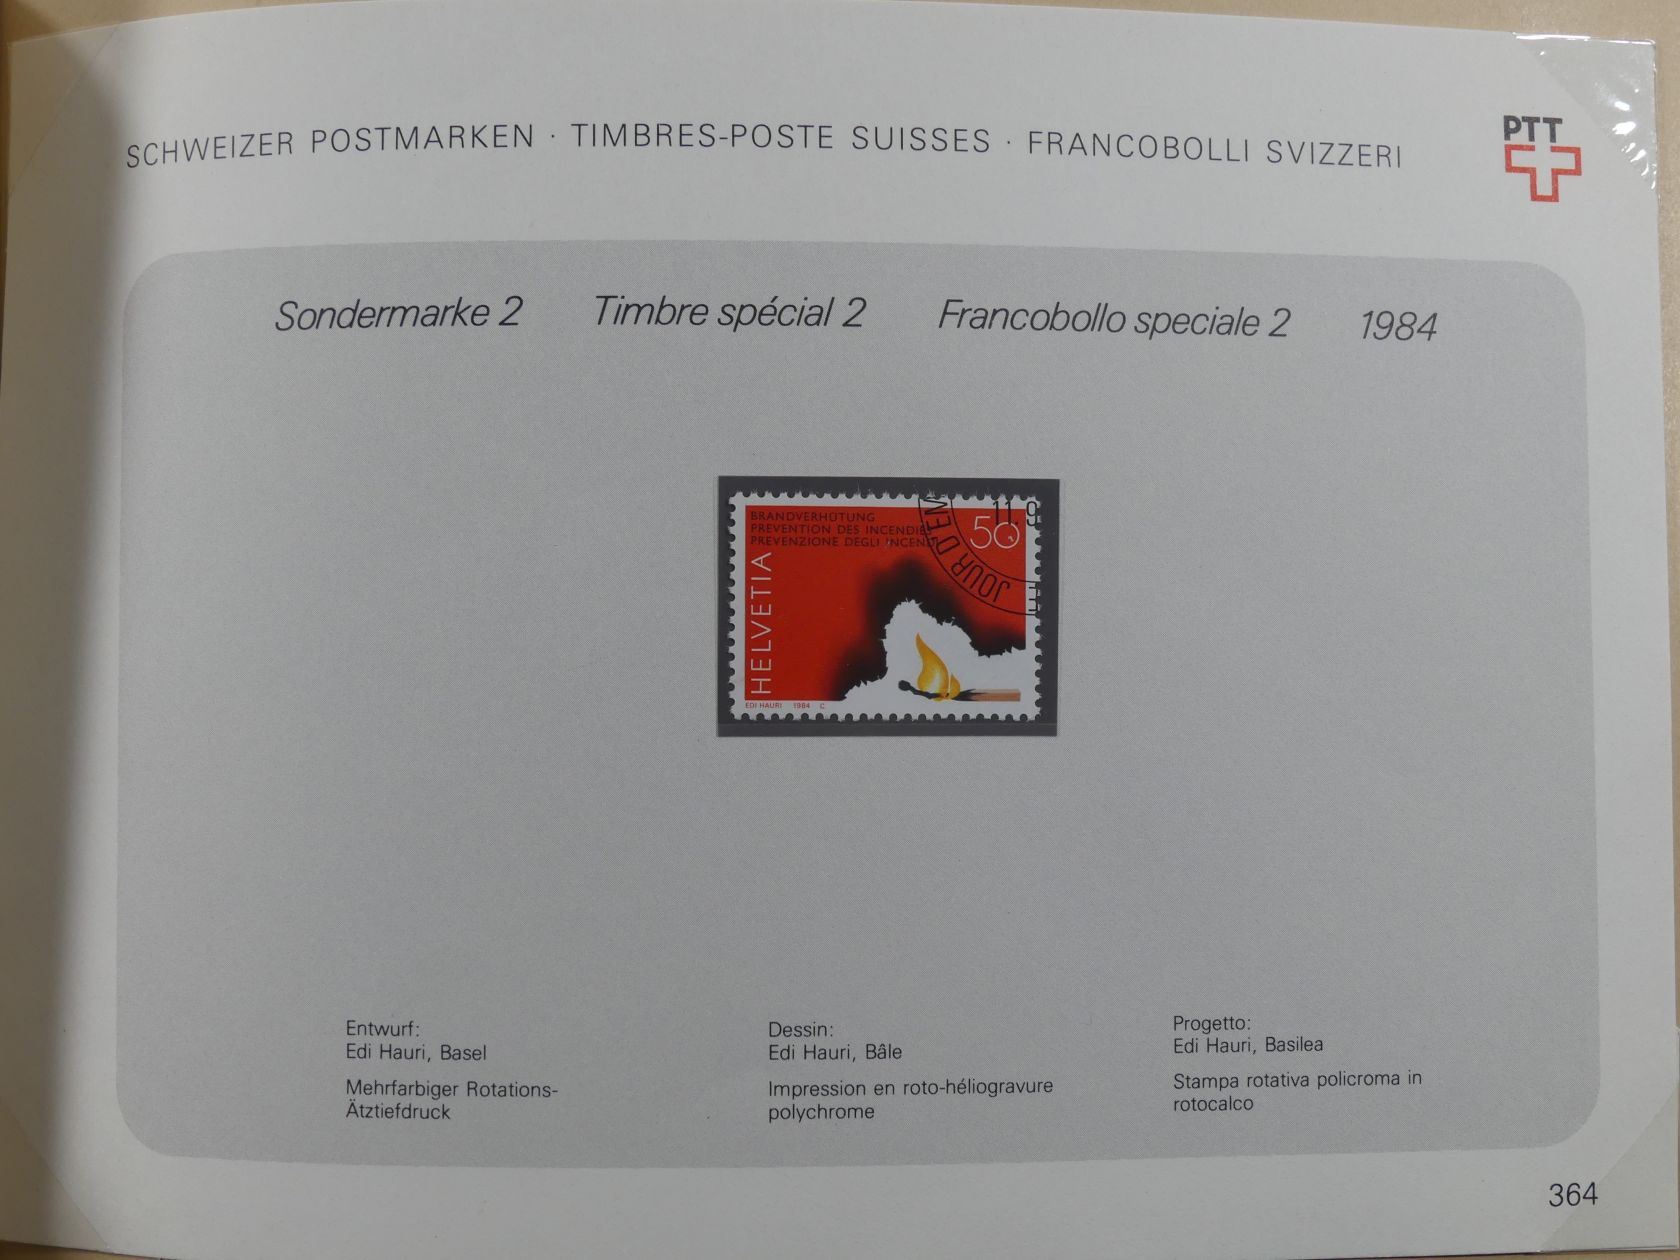 SCHWEIZER POSTMARKEN · TIMBRES-POSTE SUISSES · FRANCOBOLLI SVIZZERI
PTT
Sondermarke 2 Timbre spécial 2 Francobollo speciale 2 1984
BRANDVERHÜTUNG
PREVENTION DES INCENDIES
PREVENZIONE DEGLI INCEND
50
11.9
JOUR D'EM
HELVETIA
EDI HAURI 1984 C
Entwurf:
Edi Hauri, Basel
Mehrfarbiger Rotations-
Ätztiefdruck
Dessin:
Edi Hauri, Bâle
Impression en roto-héliogravure
polychrome
Progetto:
Edi Hauri, Basilea
Stampa rotativa policroma in
rotocalco
364